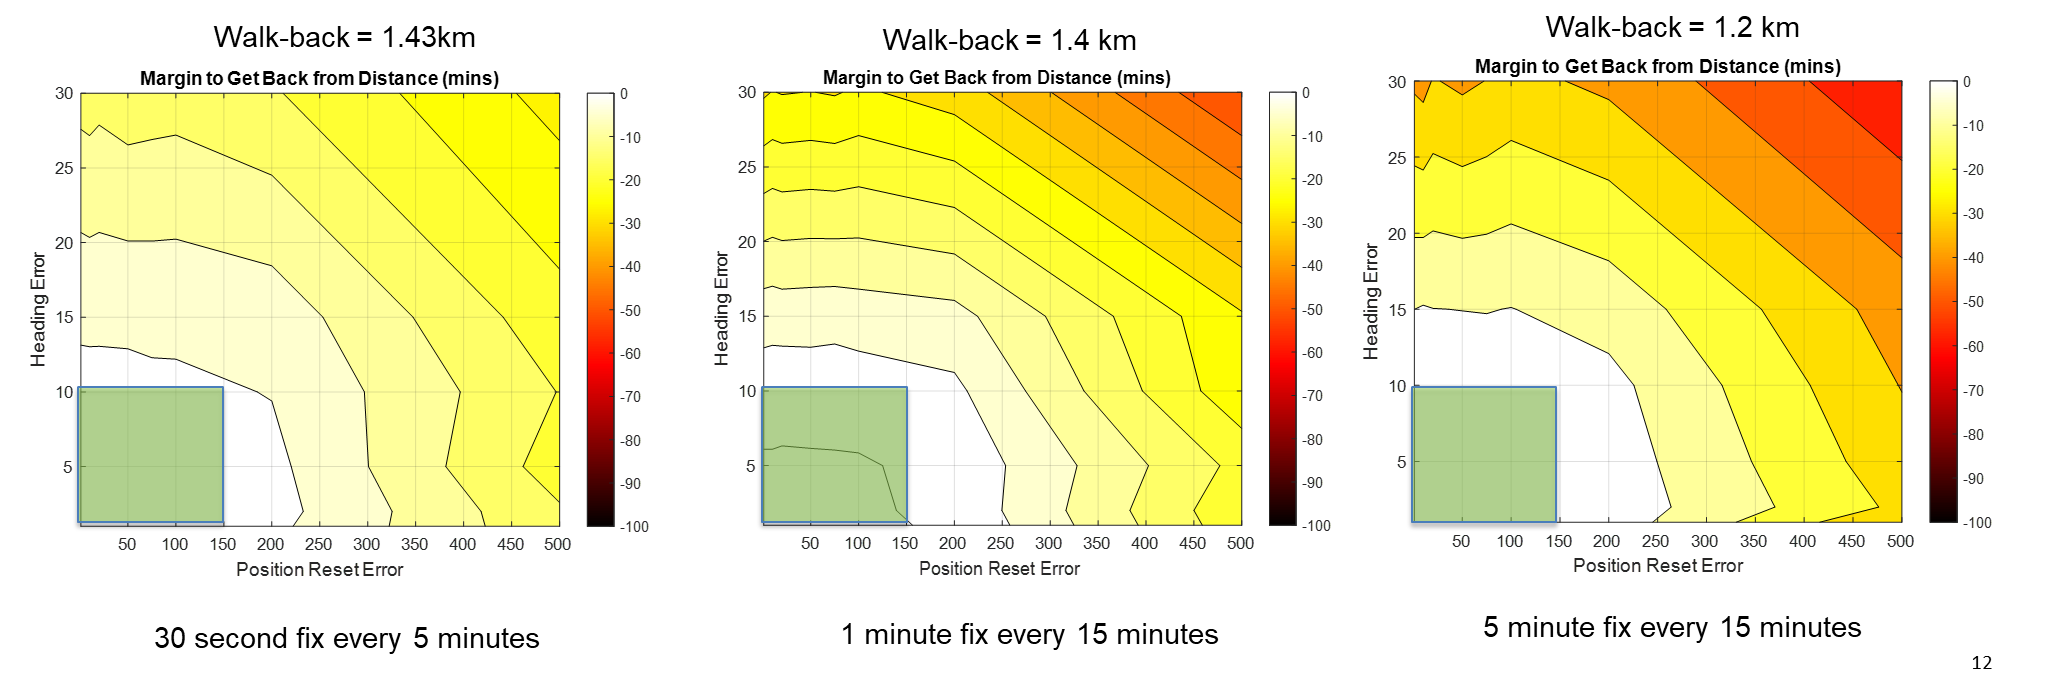 Walk-back = 1.43km
Margin to Get Back from Distance (mins)
30
25
20
15
10
5
50 100 150 200 250 300 350 400 450 500
Heading Error
Position Reset Error
0
-10
-20
-30
-40
-50
-60
-70
-80
-90
-100
30 second fix every 5 minutes
Walk-back = 1.4 km
Margin to Get Back from Distance (mins)
30
25
20
15
10
5
50 100 150 200 250 300 350 400 450 500
Heading Error
Position Reset Error
0
-10
-20
-30
-40
-50
-60
-70
-80
-90
-100
1 minute fix every 15 minutes
Walk-back = 1.2 km
Margin to Get Back from Distance (mins)
30
25
20
15
10
5
50 100 150 200 250 300 350 400 450 500
Heading Error
Position Reset Error
0
-10
-20
-30
-40
-50
-60
-70
-80
-90
-100
5 minute fix every 15 minutes
12